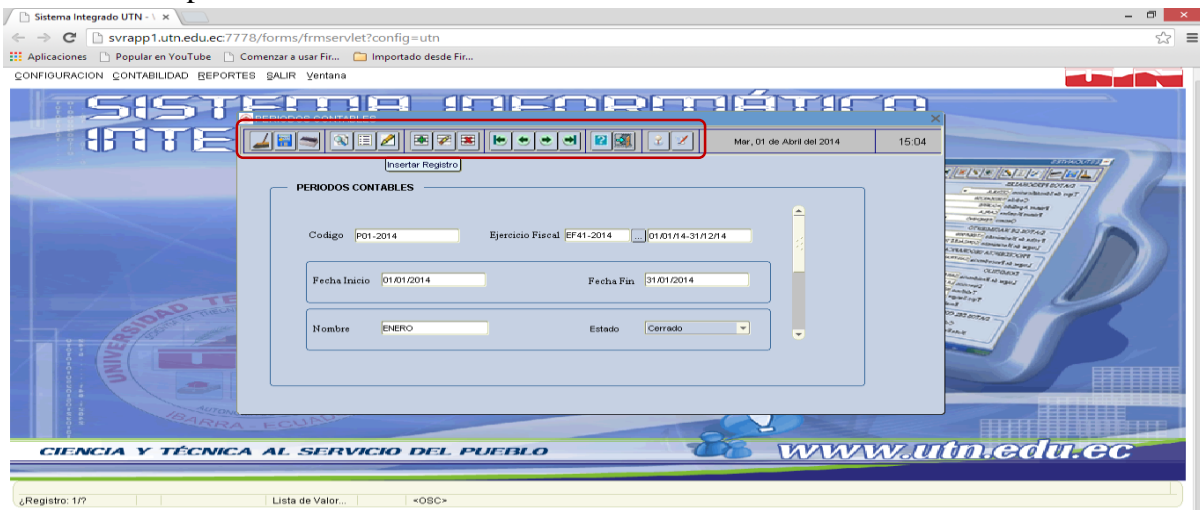 Sistema Integrado UTN - \
svrapp1.utn.edu.ec:7778/forms/frmservlet?config=utn
Aplicaciones Popular en YouTube Comenzar a usar Fir... Importado desde Fir...
CONFIGURACION CONTABILIDAD REPORTES SALIR Ventana
UTN
SISTEMA INFORMÁTICO
INTE
PERIODOS CONTABLES
Mar, 01 de Abril del 2014 15:04
Insertar Registro
PERIODOS CONTABLES
Codigo P01-2014 Ejercicio Fiscal EF41-2014 ... 01/01/14-31/12/14
Fecha Inicio 01/01/2014 Fecha Fin 31/01/2014
Nombre ENERO Estado Cerrado
IBARRA - ECUAD
CIENCIA Y TÉCNICA AL SERVICIO DEL PUEBLO www.utn.edu.ec
¿Registro: 1/? Lista de Valor... <OSC>